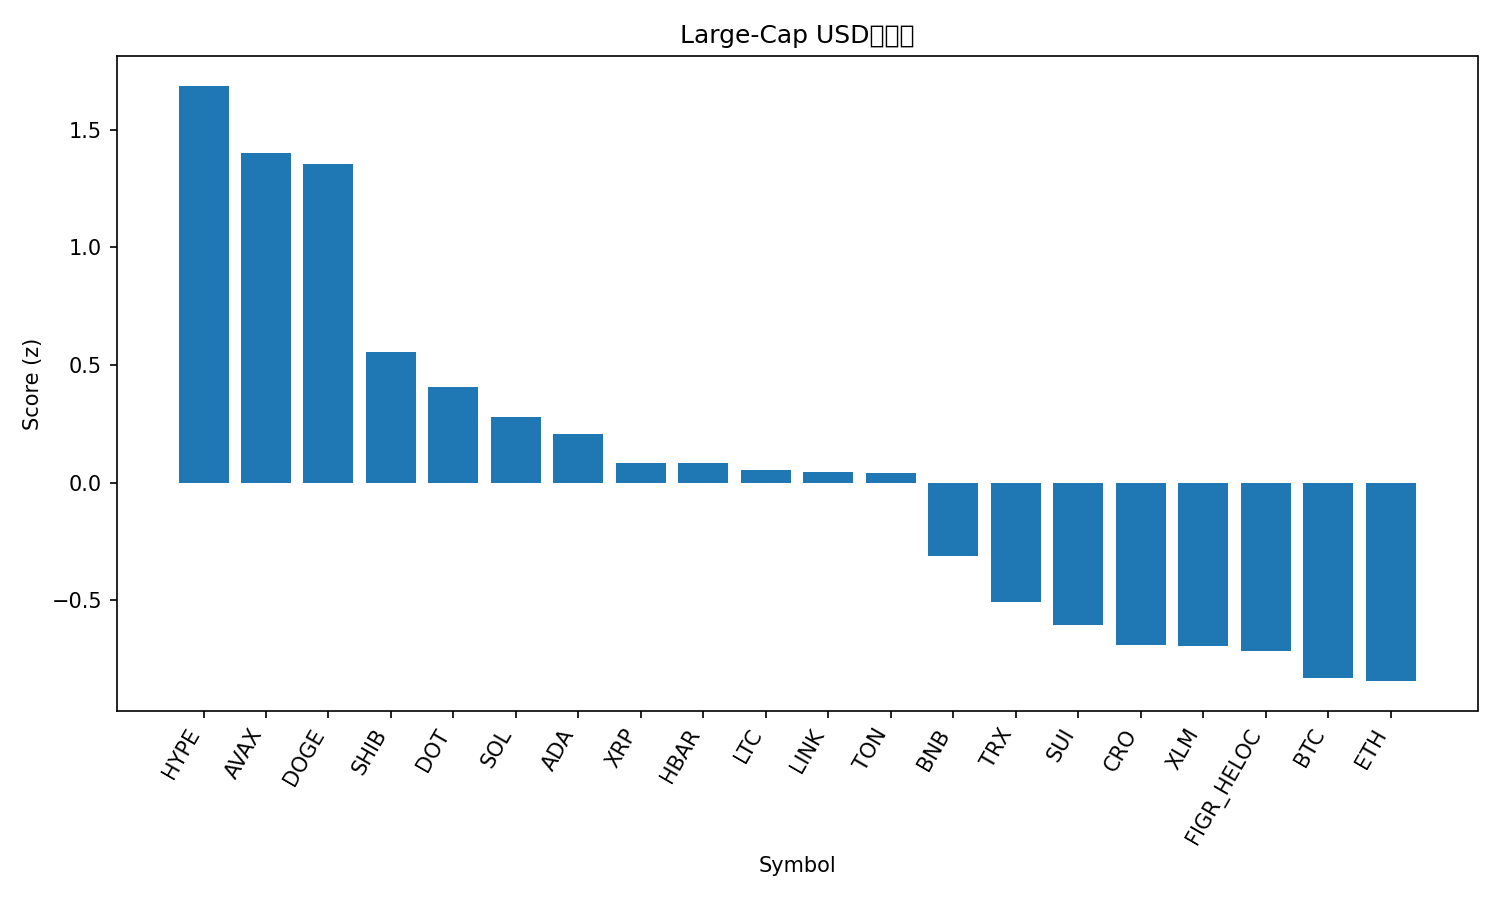 Large-Cap USD
Score (z)
1.5
1.0
0.5
0.0
−0.5
HYPE
AVAX
DOGE
SHIB
DOT
SOL
ADA
XRP
HBAR
LTC
LINK
TON
BNB
TRX
SUI
CRO
XLM
FIGR_HELOC
BTC
ETH
Symbol